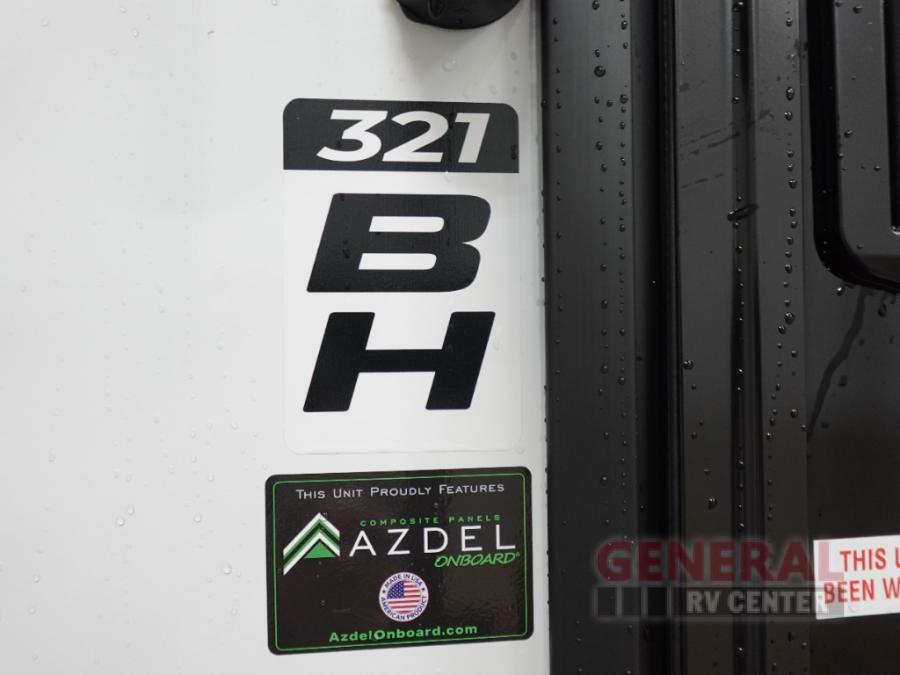 321
B
H
THIS UNIT PROUDLY FEATURES
COMPOSITE PANELS
AZDEL
ONBOARD®
MADE IN USA
AMERICAN PRODUCT
AzdelOnboard.com
GENERAL
RV CENTER
THIS U
BEEN W